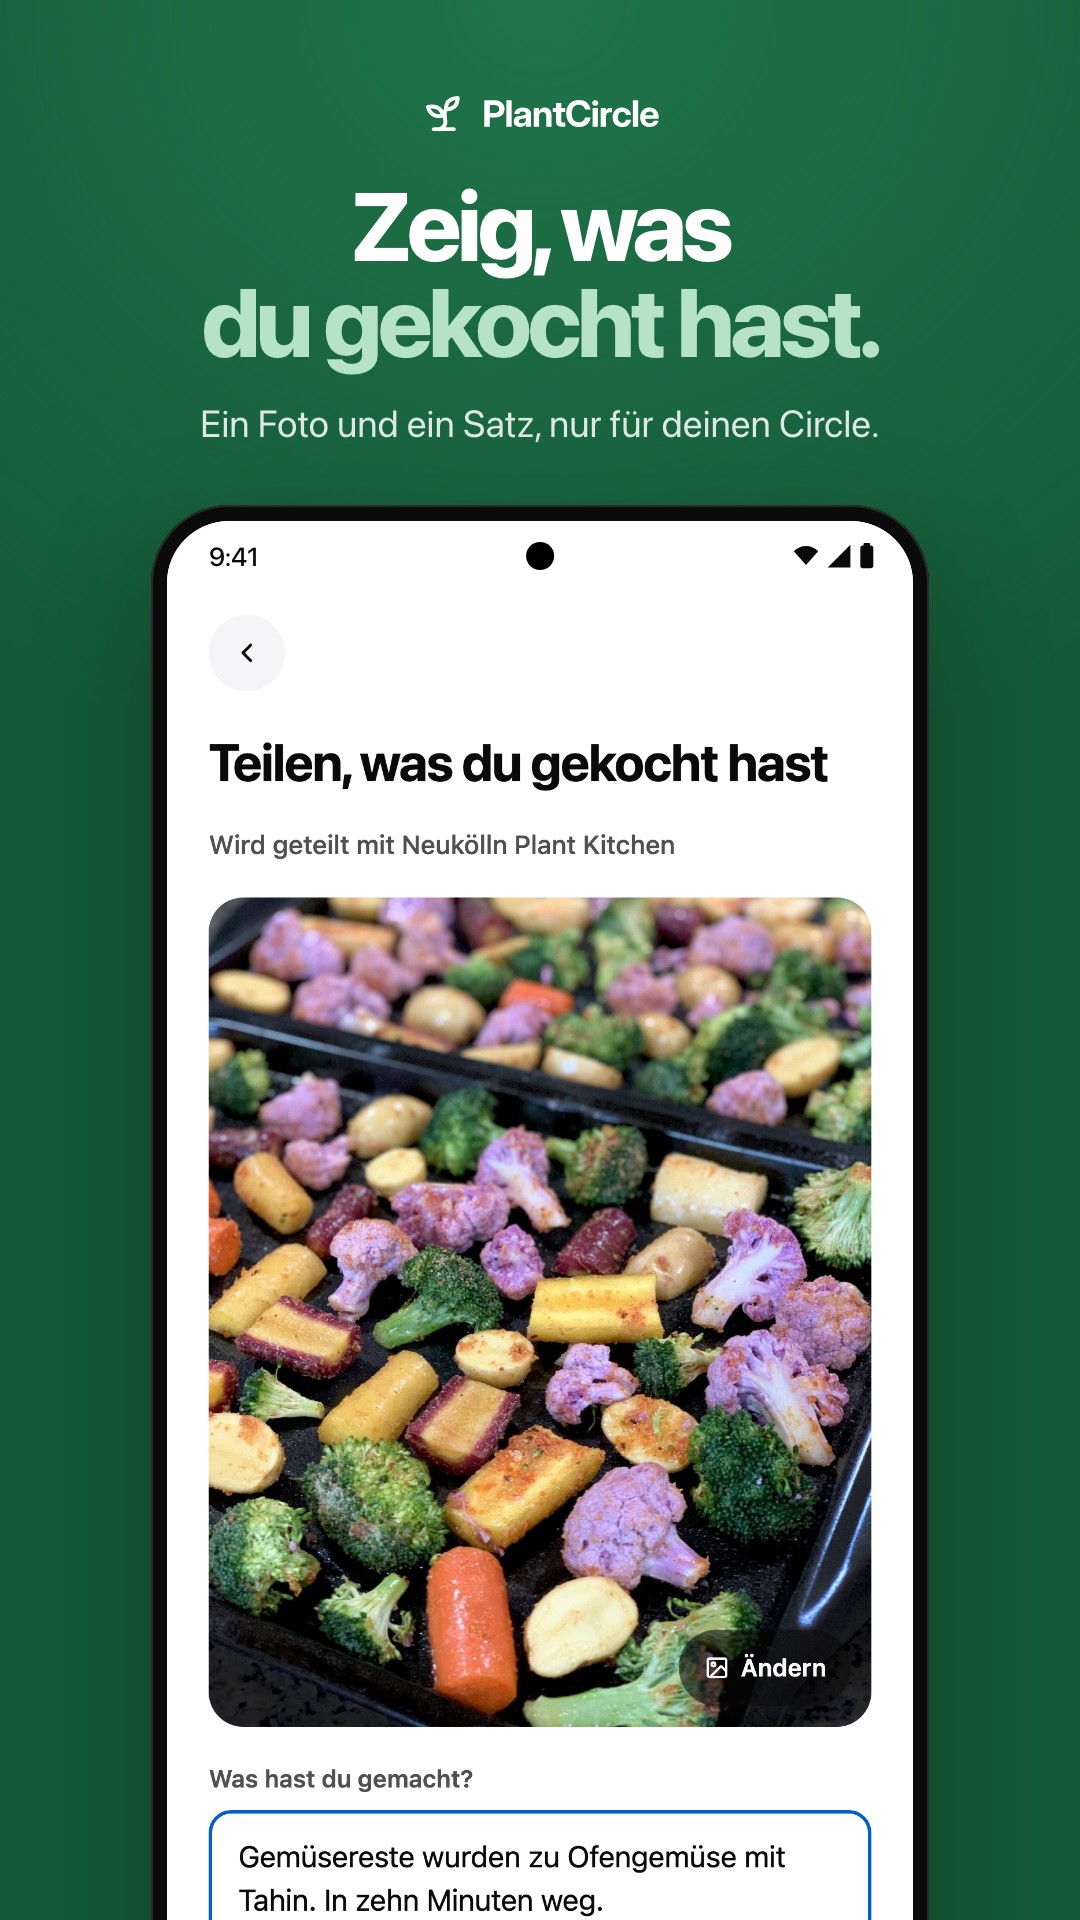 PlantCircle
Zeig, was
du gekocht hast.
Ein Foto und ein Satz, nur für deinen Circle.
9:41
Teilen, was du gekocht hast
Wird geteilt mit Neukölln Plant Kitchen
Ändern
Was hast du gemacht?
Gemüsereste wurden zu Ofengemüse mit
Tahin. In zehn Minuten weg.